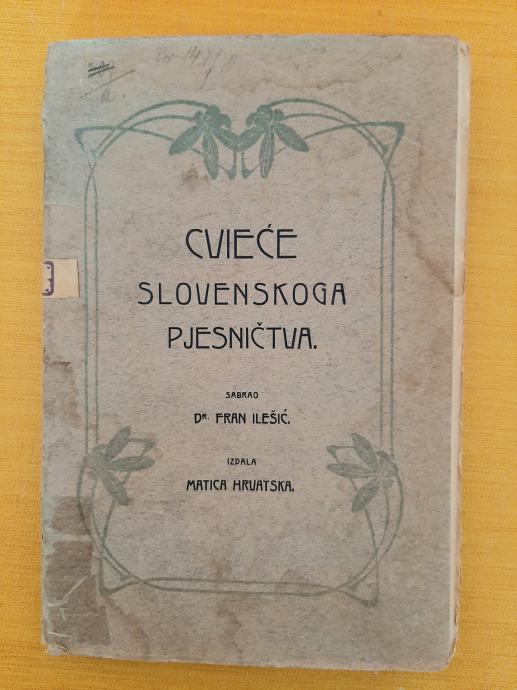 CVIEĆE
SLOVENSKOGA
PJESNIČTVA.
SABRAO
DR. FRAN ILEŠIĆ.
IZDALA
MATICA HRVATSKA.